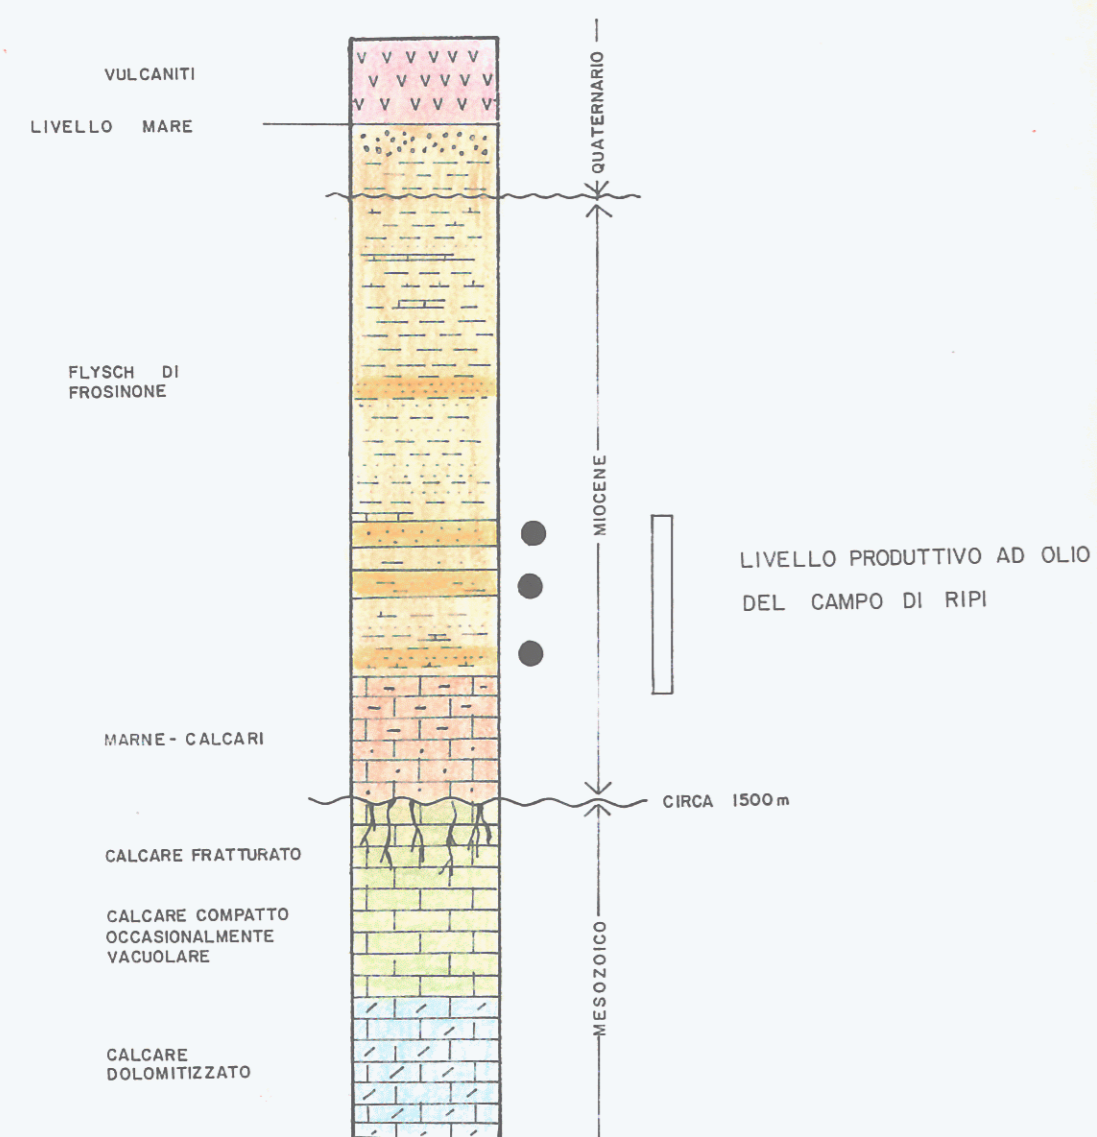 VULCANITI
LIVELLO MARE
QUATERNARIO
FLYSCH DI
FROSINONE
MIOCENE
LIVELLO PRODUTTIVO AD OLIO
DEL CAMPO DI RIPI
MARNE - CALCARI
CIRCA 1500m
CALCARE FRATTURATO
CALCARE COMPATTO
OCCASIONALMENTE
VACUOLARE
MESOZOICO
CALCARE
DOLOMITIZZATO